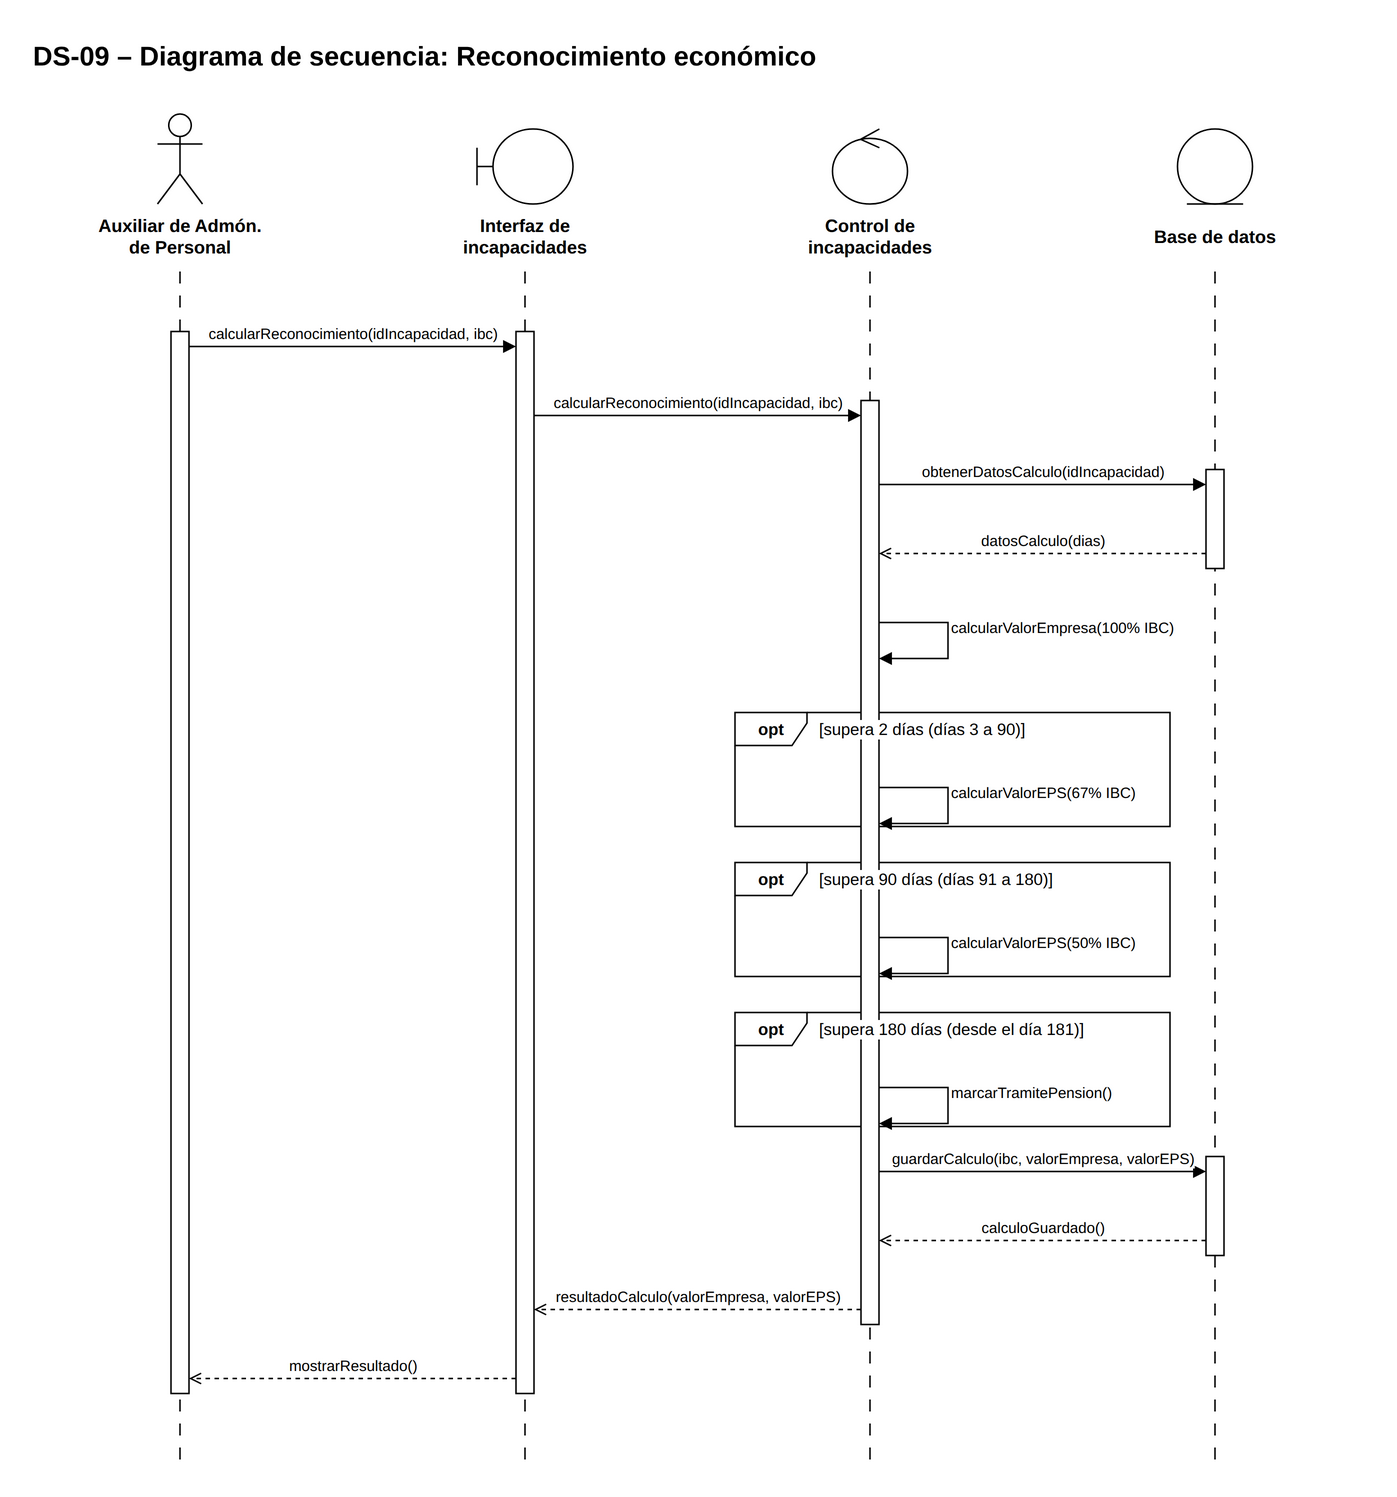 DS-09 – Diagrama de secuencia: Reconocimiento económico
Auxiliar de Admón.
de Personal
Interfaz de
incapacidades
Control de
incapacidades
Base de datos
calcularReconocimiento(idIncapacidad, ibc)
calcularReconocimiento(idIncapacidad, ibc)
obtenerDatosCalculo(idIncapacidad)
datosCalculo(dias)
calcularValorEmpresa(100% IBC)
opt [supera 2 días (días 3 a 90)]
calcularValorEPS(67% IBC)
opt [supera 90 días (días 91 a 180)]
calcularValorEPS(50% IBC)
opt [supera 180 días (desde el día 181)]
marcarTramitePension()
guardarCalculo(ibc, valorEmpresa, valorEPS)
calculoGuardado()
resultadoCalculo(valorEmpresa, valorEPS)
mostrarResultado()